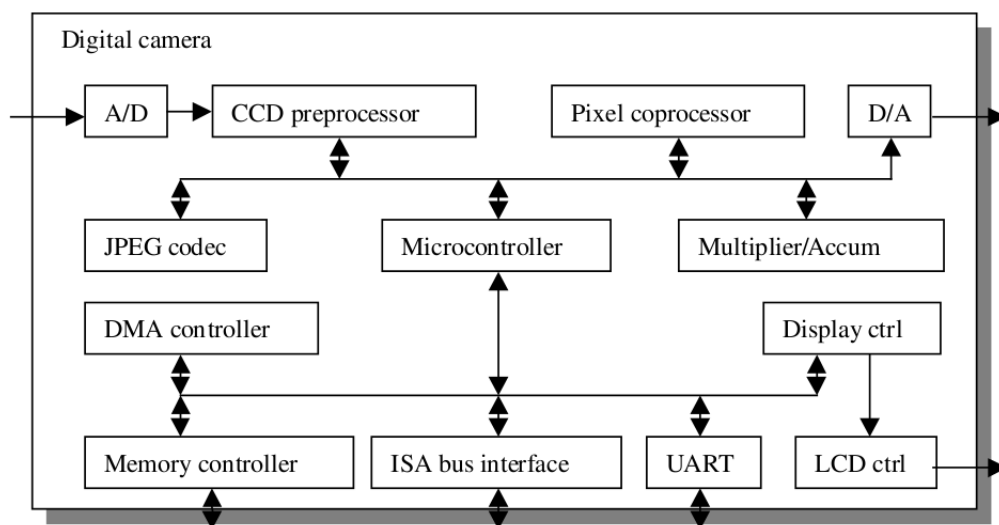 Digital camera
A/D
CCD preprocessor
Pixel coprocessor
D/A
JPEG codec
Microcontroller
Multiplier/Accum
DMA controller
Display ctrl
Memory controller
ISA bus interface
UART
LCD ctrl